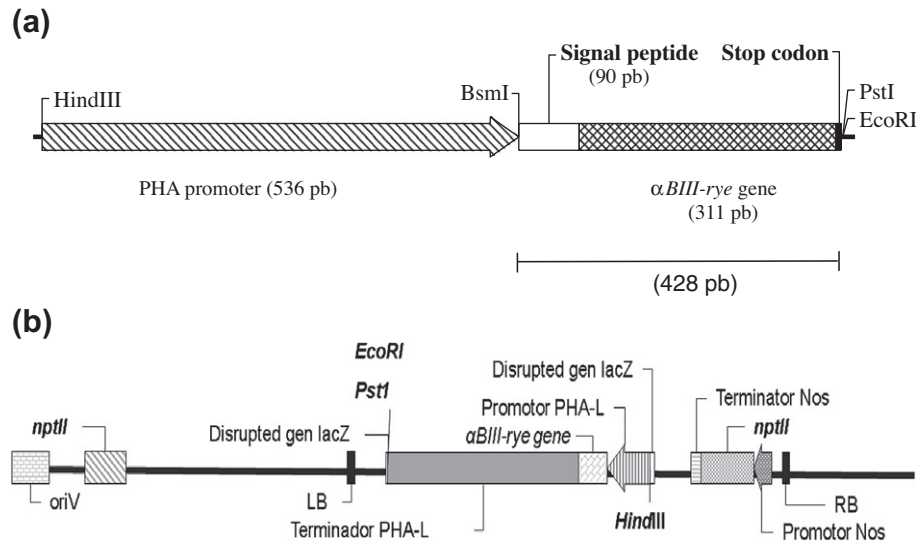 (a)
Signal peptide
(90 pb)
Stop codon
HindIII
BsmI
PstI
EcoRI
PHA promoter (536 pb)
αBIII-rye gene
(311 pb)
(428 pb)
(b)
EcoRI
Pst1
Disrupted gen lacZ
Promotor PHA-L
αBIII-rye gene
Terminator Nos
nptII
nptII
Disrupted gen lacZ
oriV
LB
Terminador PHA-L
HindIII
RB
Promotor Nos